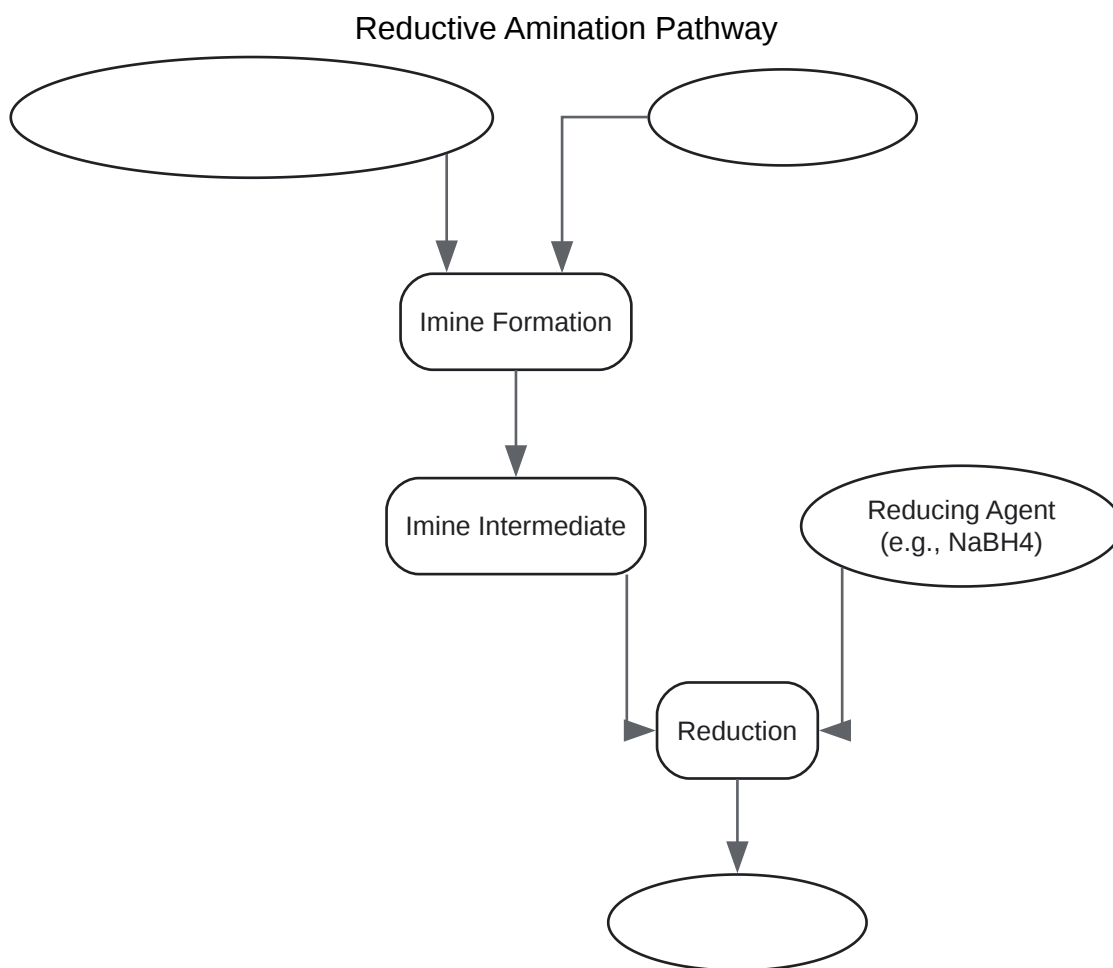 Reductive Amination Pathway
Imine Formation
Imine Intermediate
Reducing Agent
(e.g., NaBH4)
Reduction